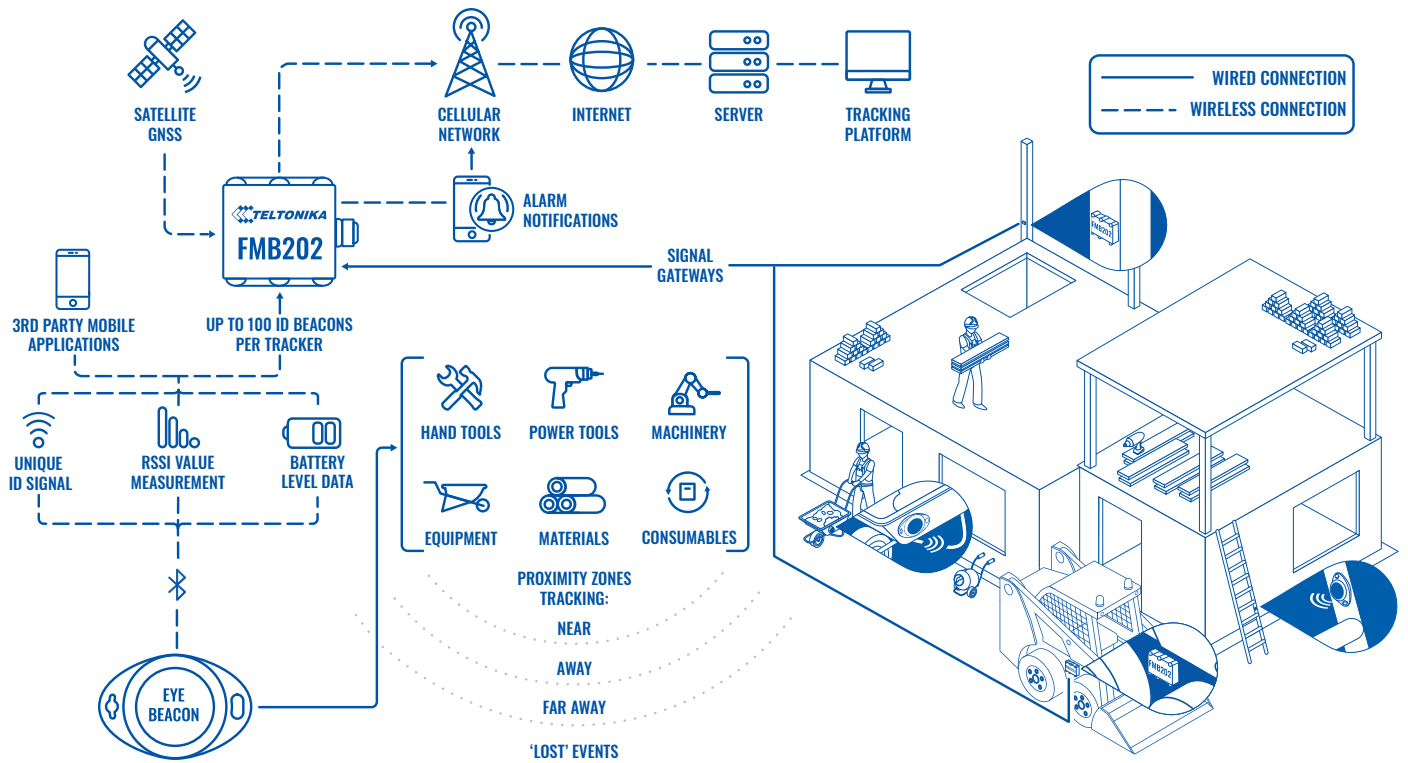 SATELLITE
GNSS
CELLULAR
NETWORK
INTERNET
SERVER
TRACKING
PLATFORM
WIRED CONNECTION
WIRELESS CONNECTION
TELTONIKA
FMB202
ALARM
NOTIFICATIONS
SIGNAL
GATEWAYS
FMB202
3RD PARTY MOBILE
APPLICATIONS
UP TO 100 ID BEACONS
PER TRACKER
UNIQUE
ID SIGNAL
RSSI VALUE
MEASUREMENT
BATTERY
LEVEL DATA
HAND TOOLS
POWER TOOLS
MACHINERY
EQUIPMENT
MATERIALS
CONSUMABLES
PROXIMITY ZONES
TRACKING:
NEAR
AWAY
FAR AWAY
'LOST' EVENTS
EYE
BEACON
FMB202